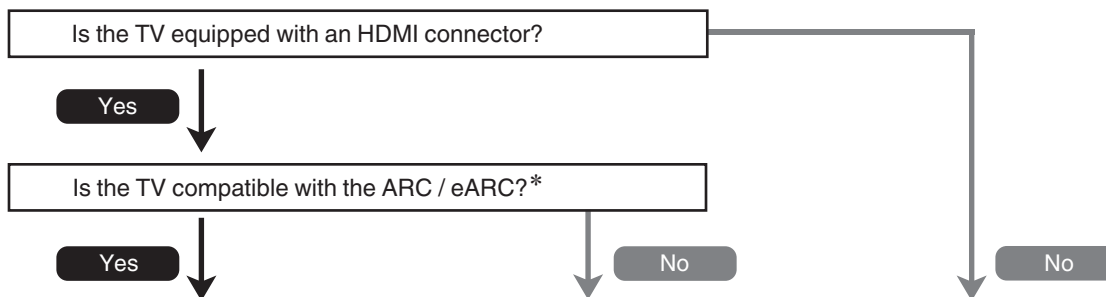 Is the TV equipped with an HDMI connector?
Yes
Is the TV compatible with the ARC / eARC?*
Yes
No
No